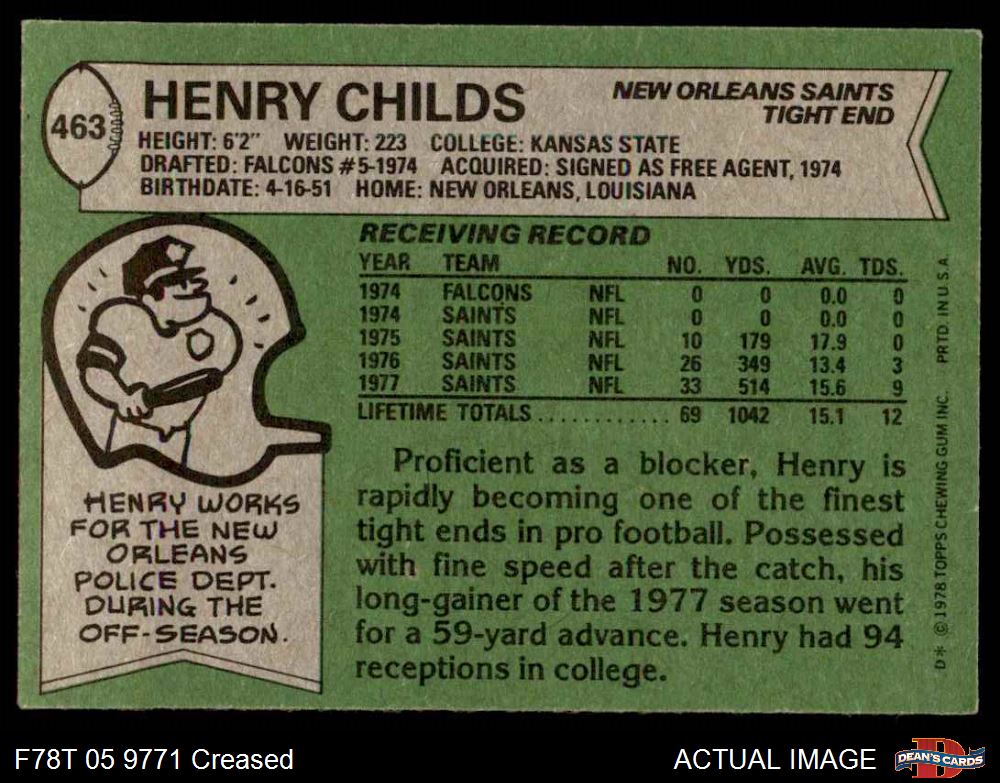 463
HENRY CHILDS
NEW ORLEANS SAINTS
TIGHT END
HEIGHT: 6'2" WEIGHT: 223 COLLEGE: KANSAS STATE
DRAFTED: FALCONS #5-1974 ACQUIRED: SIGNED AS FREE AGENT, 1974
BIRTHDATE: 4-16-51 HOME: NEW ORLEANS, LOUISIANA
RECEIVING RECORD
YEAR TEAM NO. YDS. AVG. TDS.
1974 FALCONS NFL 0 0 0.0 0
1974 SAINTS NFL 0 0 0.0 0
1975 SAINTS NFL 10 179 17.9 0
1976 SAINTS NFL 26 349 13.4 3
1977 SAINTS NFL 33 514 15.6 9
LIFETIME TOTALS ............ 69 1042 15.1 12
Proficient as a blocker, Henry is
rapidly becoming one of the finest
tight ends in pro football. Possessed
with fine speed after the catch, his
long-gainer of the 1977 season went
for a 59-yard advance. Henry had 94
receptions in college.
HENRY WORKS
FOR THE NEW
ORLEANS
POLICE DEPT.
DURING THE
OFF-SEASON.
D* © 1978 TOPPS CHEWING GUM INC. PRTD. IN U.S.A.
F78T 05 9771 Creased
ACTUAL IMAGE
D
DEAN'S CARDS